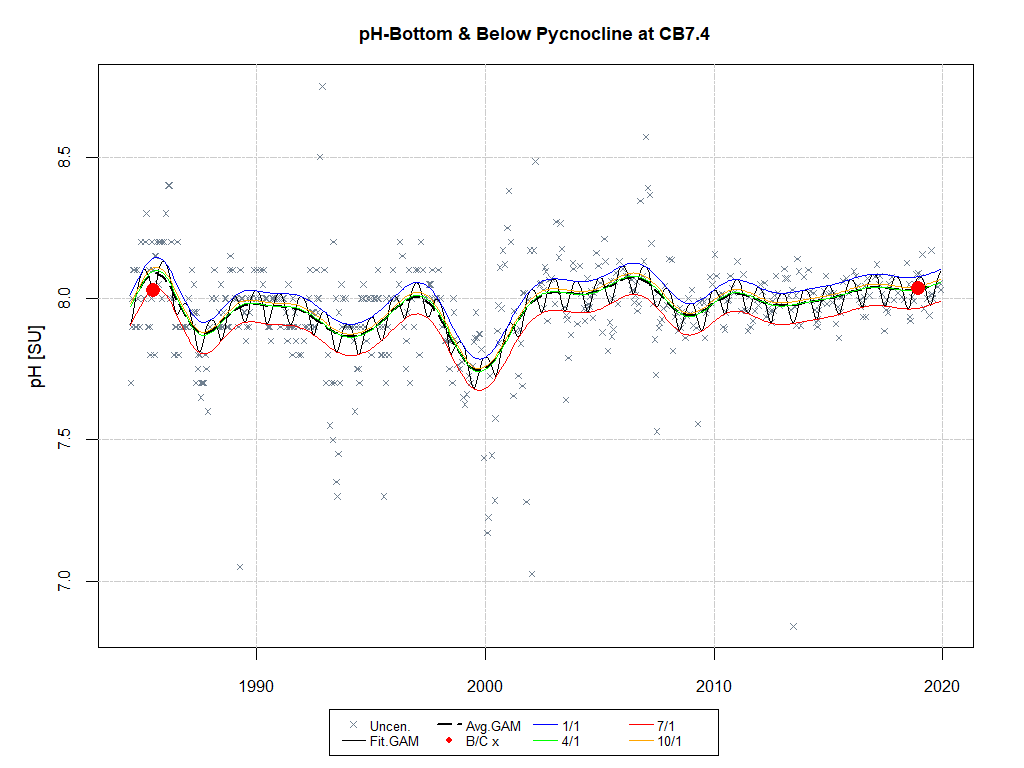 pH-Bottom & Below Pycnocline at CB7.4
pH [SU]
8.5
8.0
7.5
7.0
1990 2000 2010 2020
Uncen. Avg.GAM 1/1 7/1
Fit.GAM B/C x 4/1 10/1